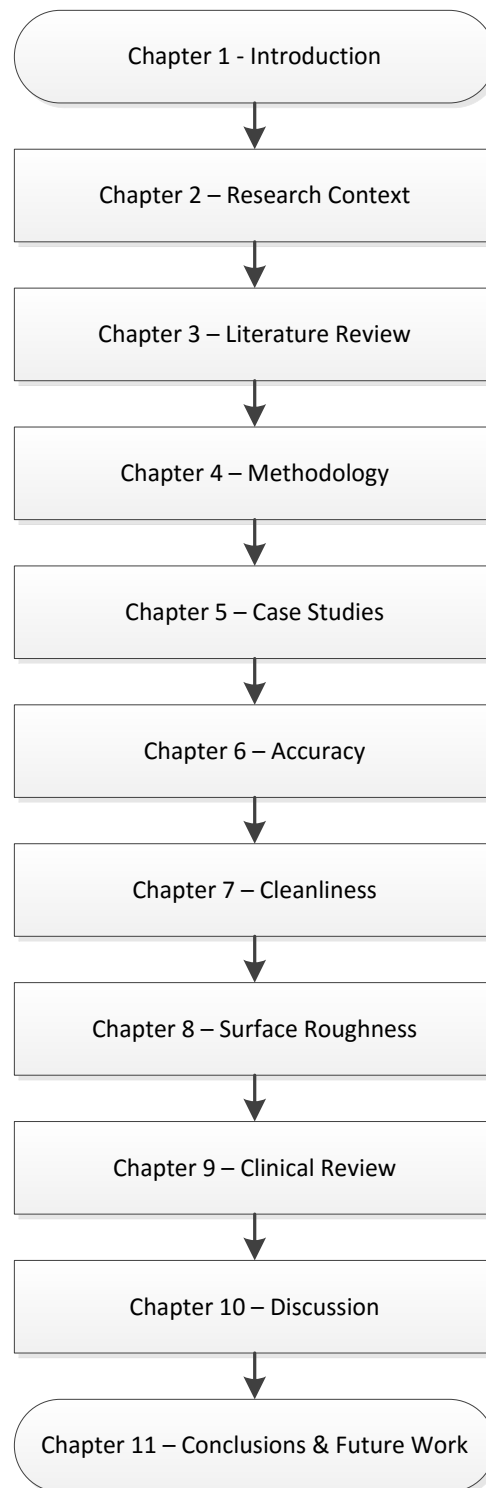 Chapter 1 - Introduction
Chapter 2 – Research Context
Chapter 3 – Literature Review
Chapter 4 – Methodology
Chapter 5 – Case Studies
Chapter 6 – Accuracy
Chapter 7 – Cleanliness
Chapter 8 – Surface Roughness
Chapter 9 – Clinical Review
Chapter 10 – Discussion
Chapter 11 – Conclusions & Future Work